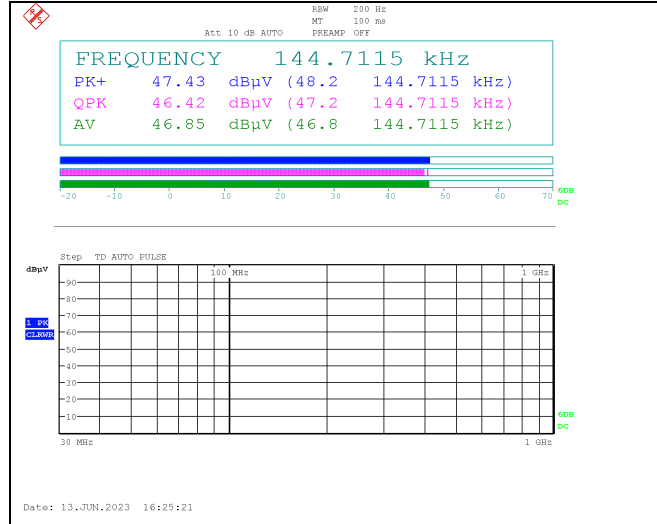 R/S
RBW 200 Hz
MT 100 ms
Att 10 dB AUTO PREAMP OFF
FREQUENCY 144.7115 kHz
PK+ 47.43 dBµV (48.2 144.7115 kHz)
QPK 46.42 dBµV (47.2 144.7115 kHz)
AV 46.85 dBµV (46.8 144.7115 kHz)
-20 -10 0 10 20 30 40 50 60 70
6DB
DC
Step TD AUTO PULSE
dBµV
100 MHz 1 GHz
90
80
70
1 PK
CLRWR
60
50
40
30
20
10
6DB
DC
30 MHz 1 GHz
Date: 13.JUN.2023 16:25:21